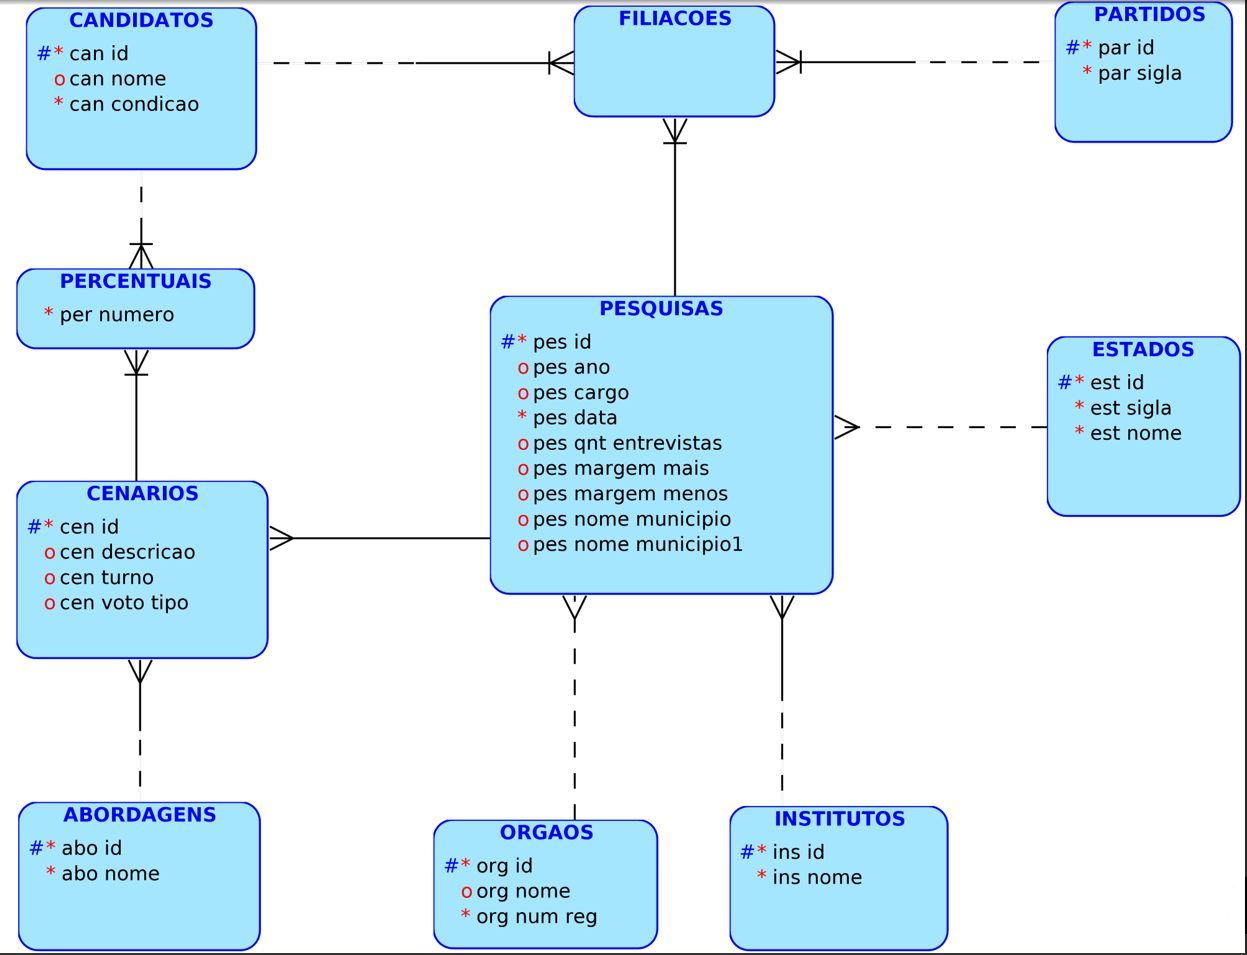 CANDIDATOS
#* can id
o can nome
* can condicao
FILIACOES
PARTIDOS
#* par id
* par sigla
PERCENTUAIS
* per numero
PESQUISAS
#* pes id
o pes ano
o pes cargo
* pes data
o pes qnt entrevistas
o pes margem mais
o pes margem menos
o pes nome municipio
o pes nome municipio1
ESTADOS
#* est id
* est sigla
* est nome
CENARIOS
#* cen id
o cen descricao
o cen turno
o cen voto tipo
ABORDAGENS
#* abo id
* abo nome
ORGAOS
#* org id
o org nome
* org num reg
INSTITUTOS
#* ins id
* ins nome